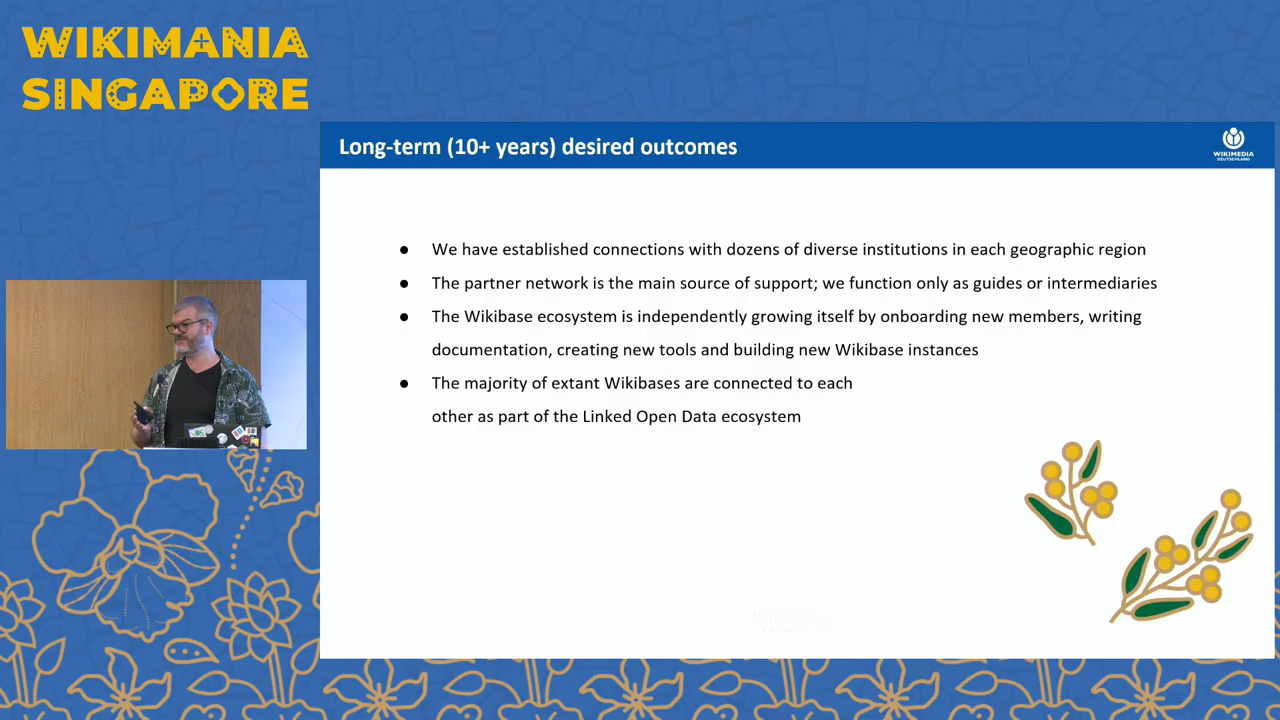 WIKIMANIA
SINGAPORE
Long-term (10+ years) desired outcomes
WIKIMEDIA
DEUTSCHLAND
● We have established connections with dozens of diverse institutions in each geographic region
● The partner network is the main source of support; we function only as guides or intermediaries
● The Wikibase ecosystem is independently growing itself by onboarding new members, writing
documentation, creating new tools and building new Wikibase instances
● The majority of extant Wikibases are connected to each
other as part of the Linked Open Data ecosystem